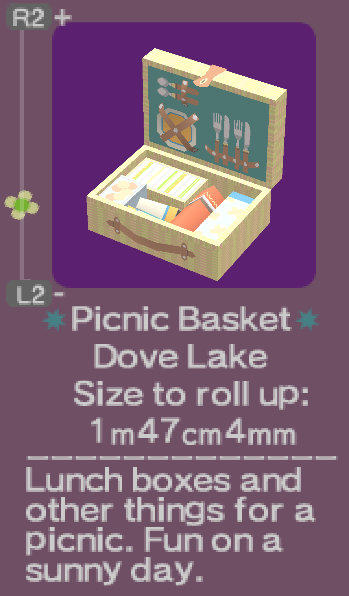 R2 +
L2 -
Picnic Basket
Dove Lake
Size to roll up:
1m47cm4mm
Lunch boxes and
other things for a
picnic. Fun on a
sunny day.